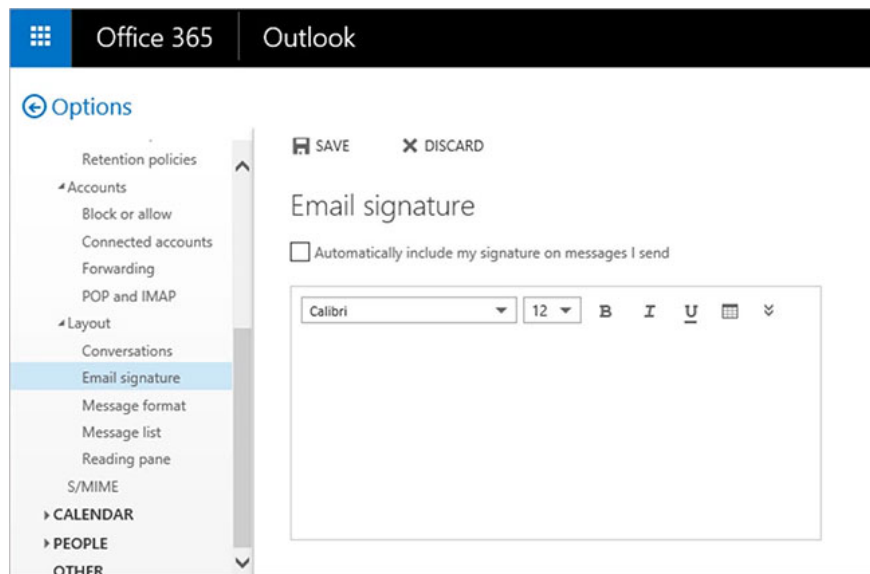 Office 365 Outlook
Options
Retention policies
Accounts
Block or allow
Connected accounts
Forwarding
POP and IMAP
Layout
Conversations
Email signature
Message format
Message list
Reading pane
S/MIME
CALENDAR
PEOPLE
OTHER
SAVE DISCARD
Email signature
Automatically include my signature on messages I send
Calibri 12 B I U